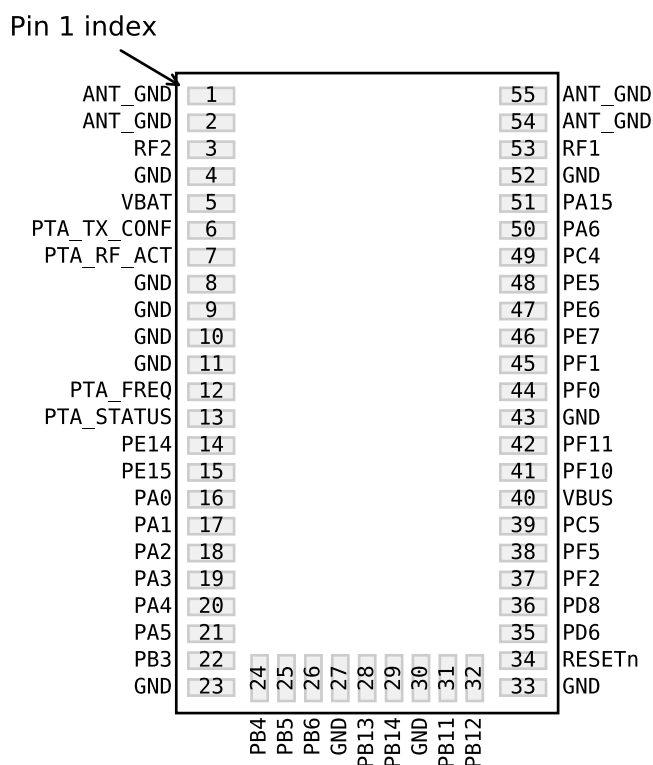 Pin 1 index
ANT_GND 1 55 ANT_GND
ANT_GND 2 54 ANT_GND
RF2 3 53 RF1
GND 4 52 GND
VBAT 5 51 PA15
PTA_TX_CONF 6 50 PA6
PTA_RF_ACT 7 49 PC4
GND 8 48 PE5
GND 9 47 PE6
GND 10 46 PE7
GND 11 45 PF1
PTA_FREQ 12 44 PF0
PTA_STATUS 13 43 GND
PE14 14 42 PF11
PE15 15 41 PF10
PA0 16 40 VBUS
PA1 17 39 PC5
PA2 18 38 PF5
PA3 19 37 PF2
PA4 20 36 PD8
PA5 21 35 PD6
PB3 22 34 RESETn
GND 23 33 GND
24 25 26 27 28 29 30 31 32
PB4 PB5 PB6 GND PB13 PB14 GND PB11 PB12